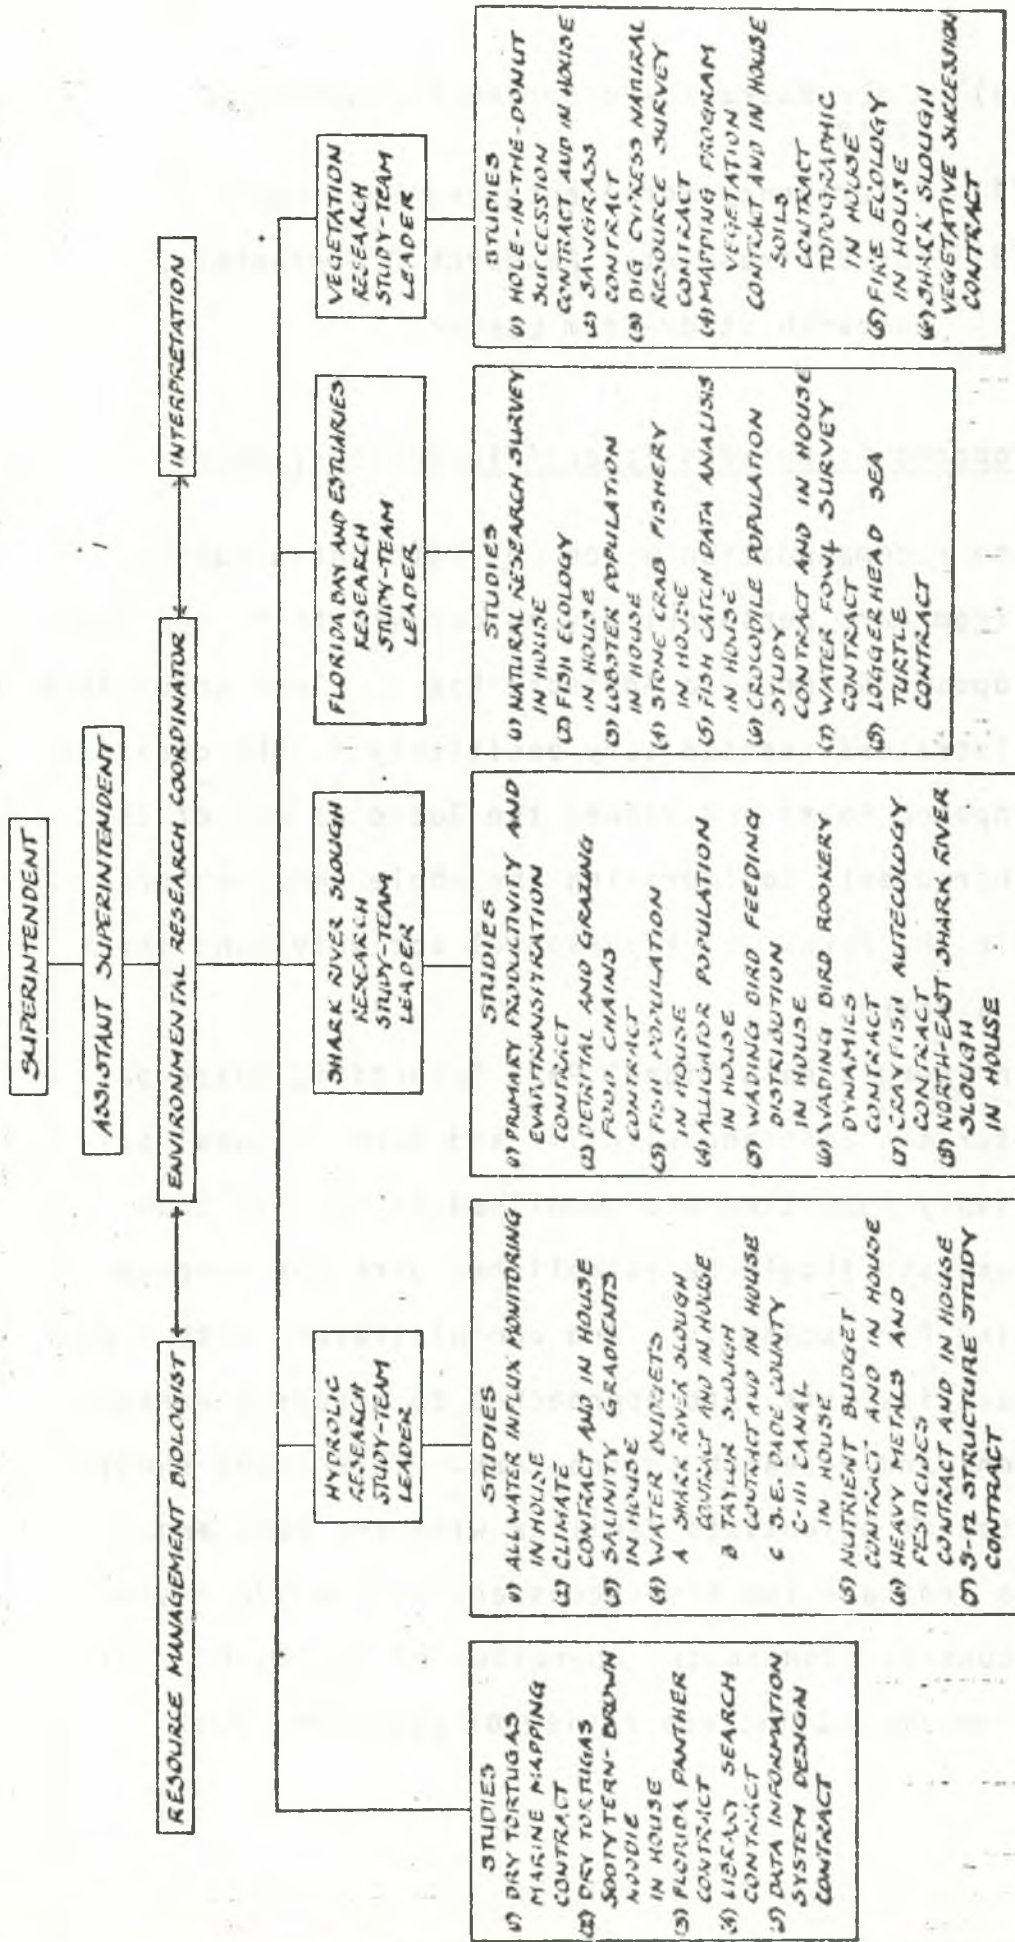 SUPERINTENDENT
ASSISTANT SUPERINTENDENT
RESOURCE MANAGEMENT BIOLOGIST
ENVIRONMENTAL RESEARCH COORDINATOR
INTERPRETATION
HYDROLOGIC
RESEARCH
STUDY-TEAM
LEADER
SHARK RIVER SLOUGH
RESEARCH
STUDY-TEAM
LEADER
FLORIDA BAY AND ESTUARIES
RESEARCH
STUDY-TEAM
LEADER
VEGETATION
RESEARCH
STUDY-TEAM
LEADER
STUDIES
(1) DRY TORTUGAS
MARINE MAPPING
CONTRACT
(2) DRY TORTUGAS
SOOTY TERN-BROWN
NODDIE
IN HOUSE
(3) FLORIDA PANTHER
CONTRACT
(4) LIBRARY SEARCH
CONTRACT
(5) DATA INFORMATION
SYSTEM DESIGN
CONTRACT
STUDIES
(1) ALL WATER INFLUX MONITORING
IN HOUSE
(2) CLIMATE
CONTRACT AND IN HOUSE
(3) SALINITY GRADIENTS
IN HOUSE
(4) WATER BUDGETS
A SHARK RIVER SLOUGH
CONTRACT AND IN HOUSE
B TAYLOR SLOUGH
CONTRACT AND IN HOUSE
C S.E. DADE COUNTY
C-111 CANAL
IN HOUSE
(5) NUTRIENT BUDGET
CONTRACT AND IN HOUSE
(6) HEAVY METALS AND
PESTICIES
CONTRACT AND IN HOUSE
(7) S-12 STRUCTURE STUDY
CONTRACT
STUDIES
(1) PRIMARY PRODUCTIVITY AND
EVAPATRANSPIRATION
CONTRACT
(2) DETRITAL AND GRAZING
FOOD CHAINS
CONTRACT
(3) FISH POPULATION
IN HOUSE
(4) ALLIGATOR POPULATION
IN HOUSE
(5) WADING BIRD FEEDING
DISTRIBUTION
IN HOUSE
(6) WADING BIRD ROOKERY
DYNAMICS
CONTRACT
(7) CRAYFISH AUTECOLOGY
CONTRACT
(8) NORTH-EAST SHARK RIVER
SLOUGH
IN HOUSE
STUDIES
(1) NATURAL RESEARCH SURVEY
IN HOUSE
(2) FISH ECOLOGY
IN HOUSE
(3) LOBSTER POPULATION
IN HOUSE
(4) STONE CRAB FISHERY
IN HOUSE
(5) FISH CATCH DATA ANALISIS
IN HOUSE
(6) CROCODILE POPULATION
STUDY
CONTRACT AND IN HOUSE
(7) WATER FOWL SURVEY
CONTRACT
(8) LOGGERHEAD SEA
TURTLE
CONTRACT
STUDIES
(1) HOLE-IN-THE-DONUT
SUCCESSION
CONTRACT AND IN HOUSE
(2) SAWGRASS
CONTRACT
(3) BIG CYPRESS NATURAL
RESOURCE SURVEY
CONTRACT
(4) MAPPING PROGRAM
VEGETATION
CONTRACT AND IN HOUSE
SOILS
CONTRACT
TOPOGRAPHIC
IN HOUSE
(5) FIRE ECOLOGY
IN HOUSE
(6) SHARK SLOUGH
VEGETATIVE SUCCESSION
CONTRACT